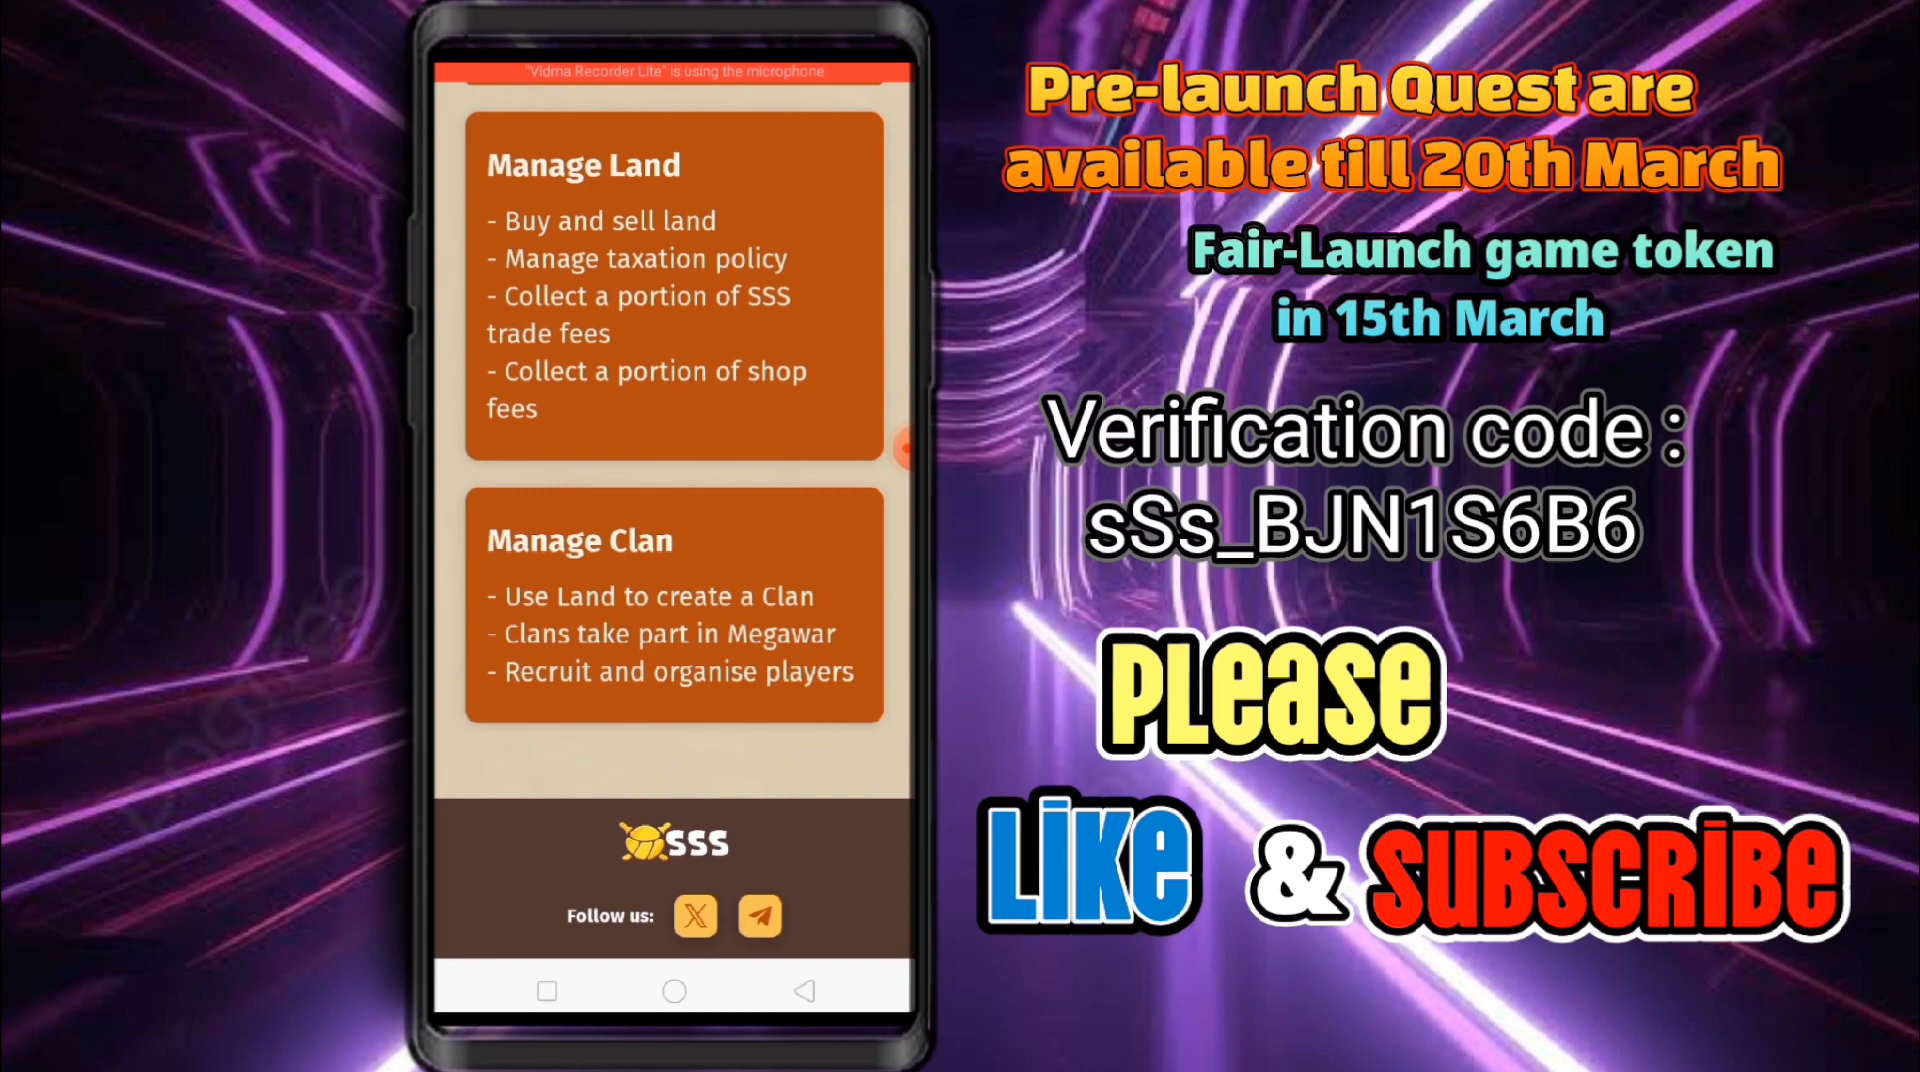 "Vidma Recorder Lite" is using the microphone
Manage Land
- Buy and sell land
- Manage taxation policy
- Collect a portion of SSS
trade fees
- Collect a portion of shop
fees
Manage Clan
- Use Land to create a Clan
- Clans take part in Megawar
- Recruit and organise players
SSS
Follow us:
Pre-launch Quest are
available till 20th March
Fair-Launch game token
in 15th March
Verification code :
sSs_BJN1S6B6
PLease
Like & SUBSCRiBe